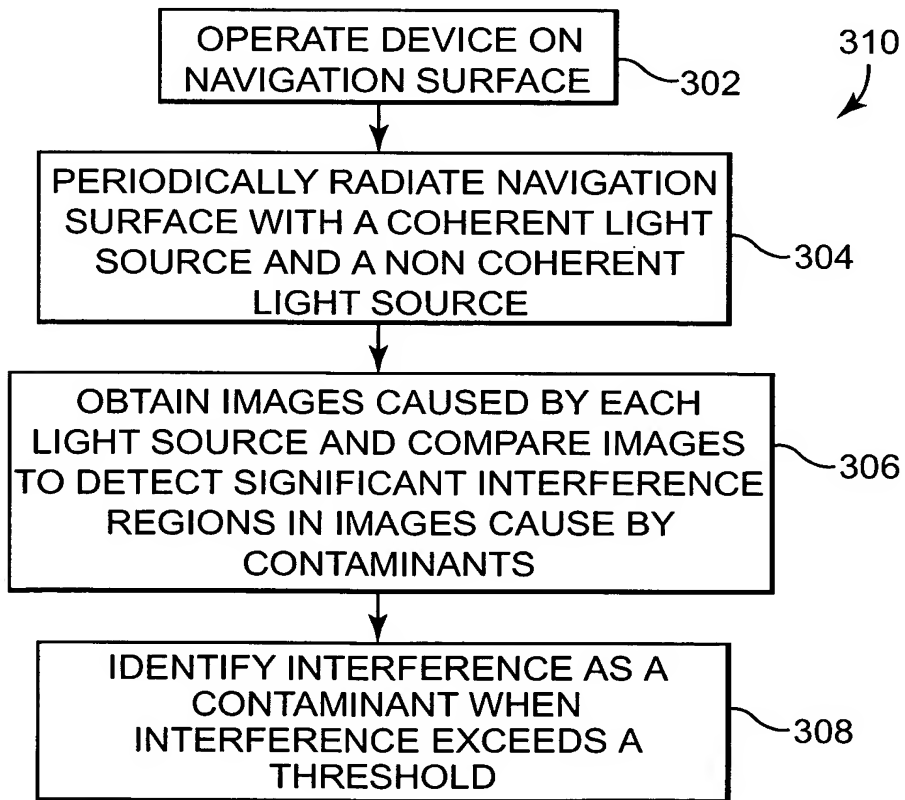 OPERATE DEVICE ON
NAVIGATION SURFACE
302
310
PERIODICALLY RADIATE NAVIGATION
SURFACE WITH A COHERENT LIGHT
SOURCE AND A NON COHERENT
LIGHT SOURCE
304
OBTAIN IMAGES CAUSED BY EACH
LIGHT SOURCE AND COMPARE IMAGES
TO DETECT SIGNIFICANT INTERFERENCE
REGIONS IN IMAGES CAUSE BY
CONTAMINANTS
306
IDENTIFY INTERFERENCE AS A
CONTAMINANT WHEN
INTERFERENCE EXCEEDS A
THRESHOLD
308